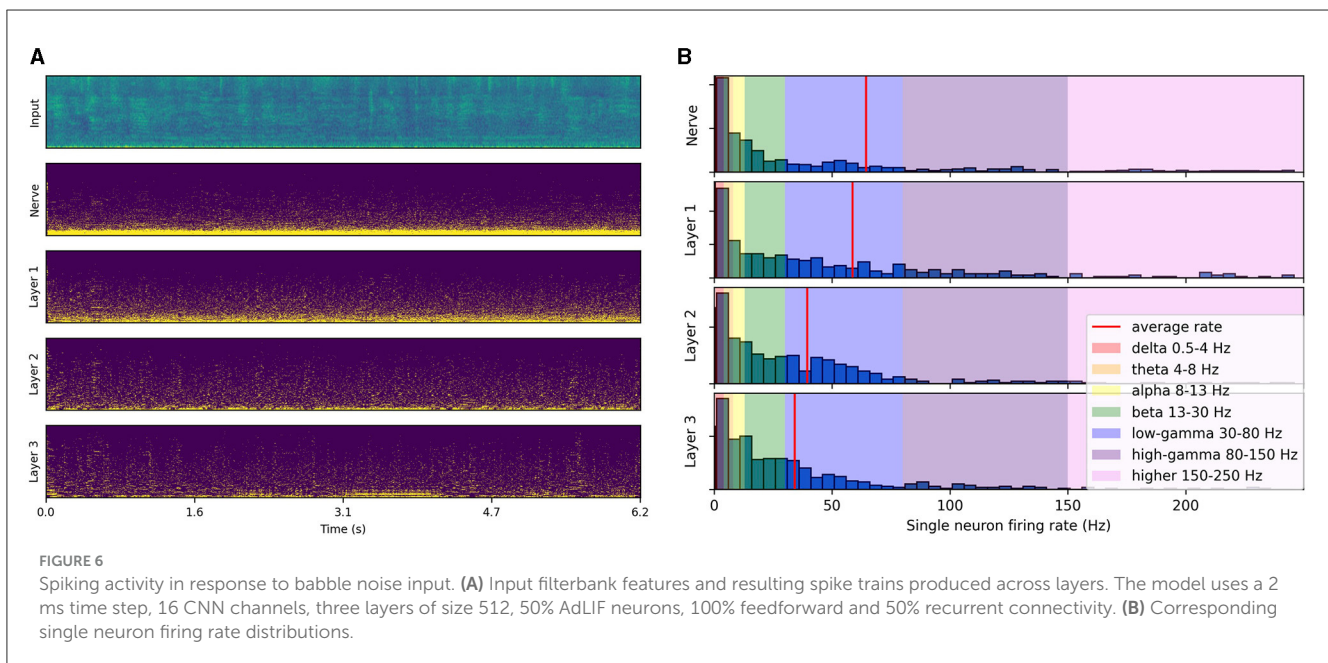 A
Input
Nerve
Layer 1
Layer 2
Layer 3
0.0 1.6 3.1 4.7 6.2
Time (s)
B
Nerve
Layer 1
Layer 2
Layer 3
average rate
delta 0.5-4 Hz
theta 4-8 Hz
alpha 8-13 Hz
beta 13-30 Hz
low-gamma 30-80 Hz
high-gamma 80-150 Hz
higher 150-250 Hz
0 50 100 150 200
Single neuron firing rate (Hz)
FIGURE 6
Spiking activity in response to babble noise input. (A) Input filterbank features and resulting spike trains produced across layers. The model uses a 2
ms time step, 16 CNN channels, three layers of size 512, 50% AdLIF neurons, 100% feedforward and 50% recurrent connectivity. (B) Corresponding
single neuron firing rate distributions.